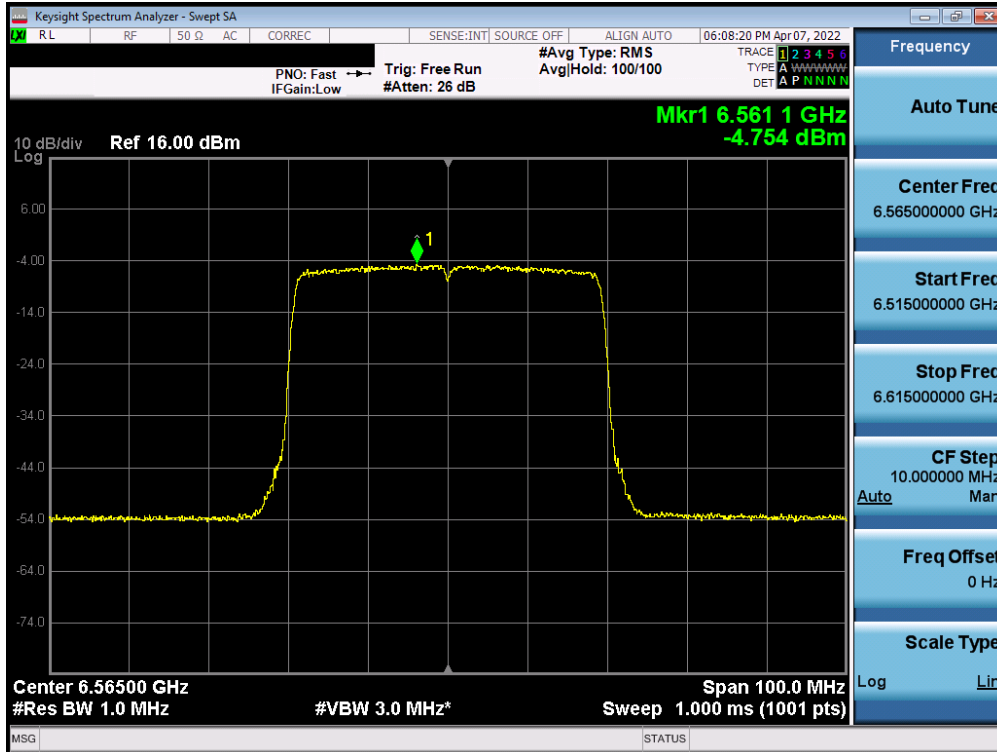 Keysight Spectrum Analyzer - Swept SA
LXI RL RF 50 Ω AC CORREC SENSE:INT SOURCE OFF ALIGN AUTO 06:08:20 PM Apr 07, 2022
PNO: Fast
IFGain:Low
Trig: Free Run
#Atten: 26 dB
#Avg Type: RMS
Avg|Hold: 100/100
TRACE 1 2 3 4 5 6
TYPE A WWWWW
DET A P N N N N
Mkr1 6.561 1 GHz
-4.754 dBm
10 dB/div
Log
Ref 16.00 dBm
1
6.00
-4.00
-14.0
-24.0
-34.0
-44.0
-54.0
-64.0
-74.0
Center 6.56500 GHz
Span 100.0 MHz
#Res BW 1.0 MHz
#VBW 3.0 MHz*
Sweep 1.000 ms (1001 pts)
MSG
STATUS
Frequency
Auto Tune
Center Freq
6.565000000 GHz
Start Freq
6.515000000 GHz
Stop Freq
6.615000000 GHz
CF Step
10.000000 MHz
Auto Man
Freq Offset
0 Hz
Scale Type
Log Lin